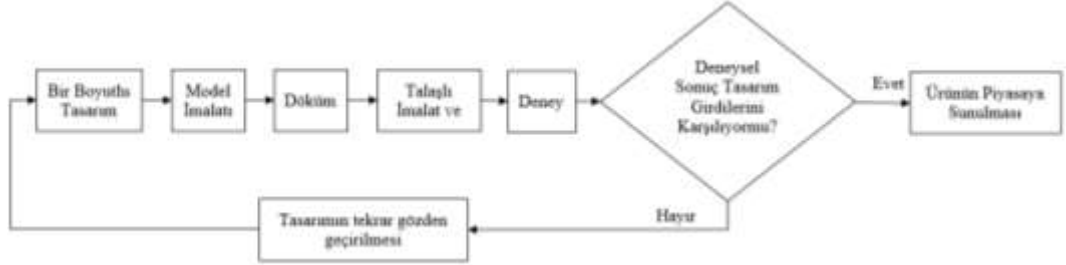 Bir Boyutlu
Tasarım
Model
İmalatı
Döküm
Talaşlı
İmalat ve
Deney
Deneysel
Sonuç Tasarım
Girdilerini
Karşılıyormu?
Evet
Ürünün Piyasaya
Sunulması
Hayır
Tasarımın tekrar gözden
geçirilmesi